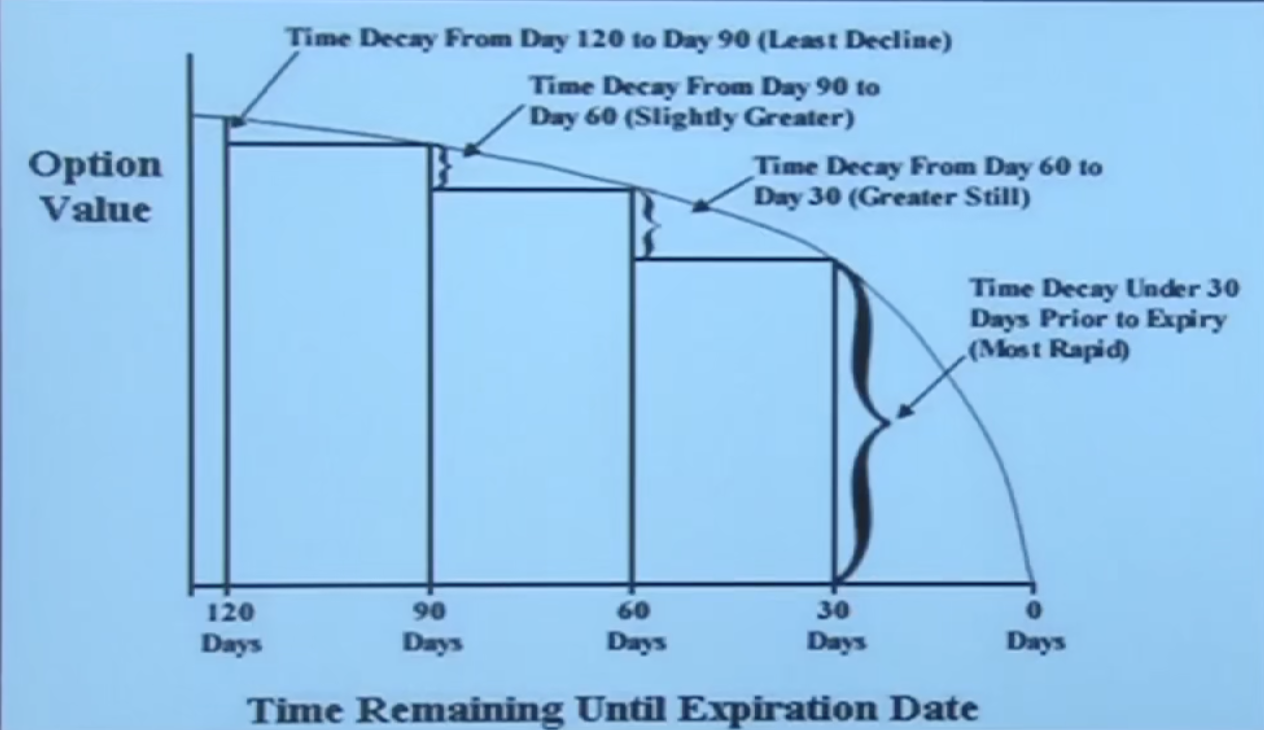 Time Decay From Day 120 to Day 90 (Least Decline)
Time Decay From Day 90 to
Day 60 (Slightly Greater)
Option
Value
Time Decay From Day 60 to
Day 30 (Greater Still)
Time Decay Under 30
Days Prior to Expiry
(Most Rapid)
120
Days
90
Days
60
Days
30
Days
0
Days
Time Remaining Until Expiration Date